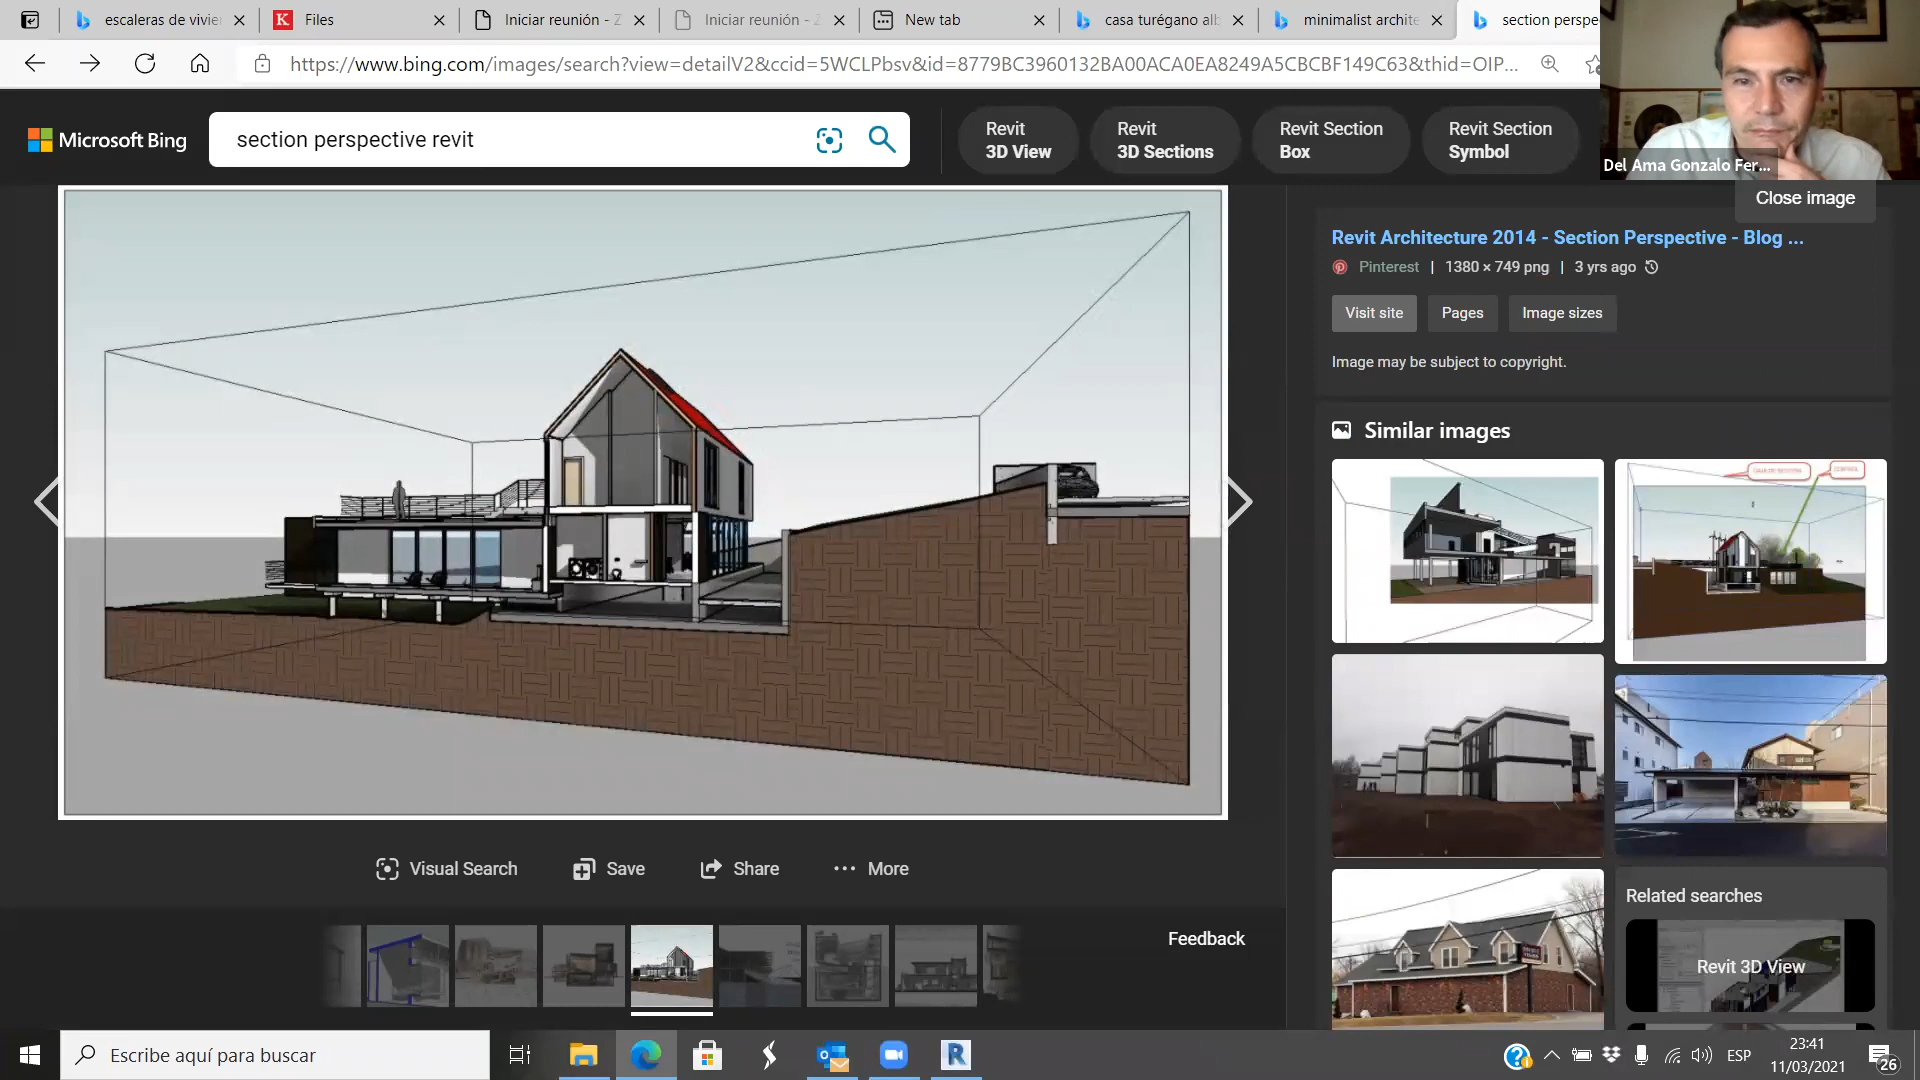 escaleras de vivie
Files
Iniciar reunión - Z
Iniciar reunión - Z
New tab
casa turégano alb
minimalist archite
section perspe
https://www.bing.com/images/search?view=detailV2&ccid=5WCLPbsv&id=8779BC3960132BA00ACA0EA8249A5CBCBF149C63&thid=OIP...
Microsoft Bing
section perspective revit
Revit
3D View
Revit
3D Sections
Revit Section
Box
Revit Section
Symbol
Del Ama Gonzalo Fer...
Close image
Revit Architecture 2014 - Section Perspective - Blog ...
Pinterest | 1380 × 749 png | 3 yrs ago
Visit site
Pages
Image sizes
Image may be subject to copyright.
Similar images
Visual Search
Save
Share
More
Feedback
Related searches
Revit 3D View
Escribe aquí para buscar
ESP
23:41
11/03/2021
26